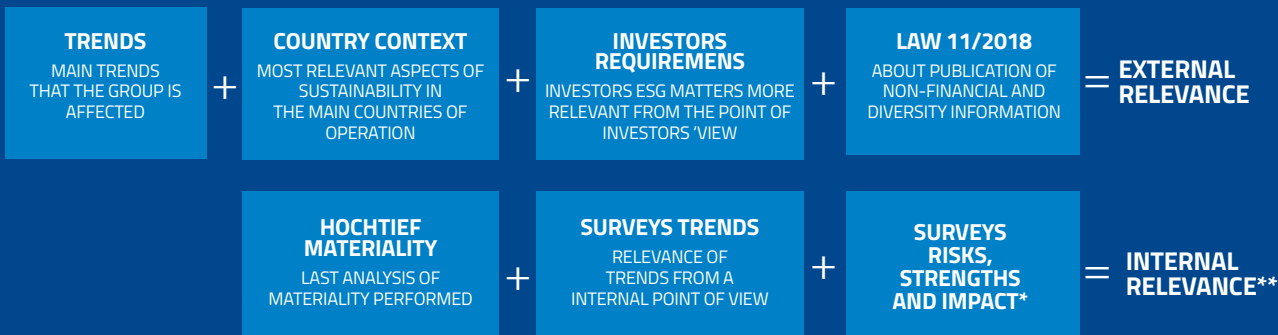 TRENDS
MAIN TRENDS
THAT THE GROUP IS
AFFECTED
+
COUNTRY CONTEXT
MOST RELEVANT ASPECTS OF
SUSTAINABILITY IN
THE MAIN COUNTRIES OF
OPERATION
+
INVESTORS
REQUIREMENS
INVESTORS ESG MATTERS MORE
RELEVANT FROM THE POINT OF
INVESTORS ‘VIEW
+
LAW 11/2018
ABOUT PUBLICATION OF
NON-FINANCIAL AND
DIVERSITY INFORMATION
=
EXTERNAL
RELEVANCE
HOCHTIEF
MATERIALITY
LAST ANALYSIS OF
MATERIALITY PERFORMED
+
SURVEYS TRENDS
RELEVANCE OF
TRENDS FROM A
INTERNAL POINT OF VIEW
+
SURVEYS
RISKS,
STRENGTHS
AND IMPACT*
=
INTERNAL
RELEVANCE**